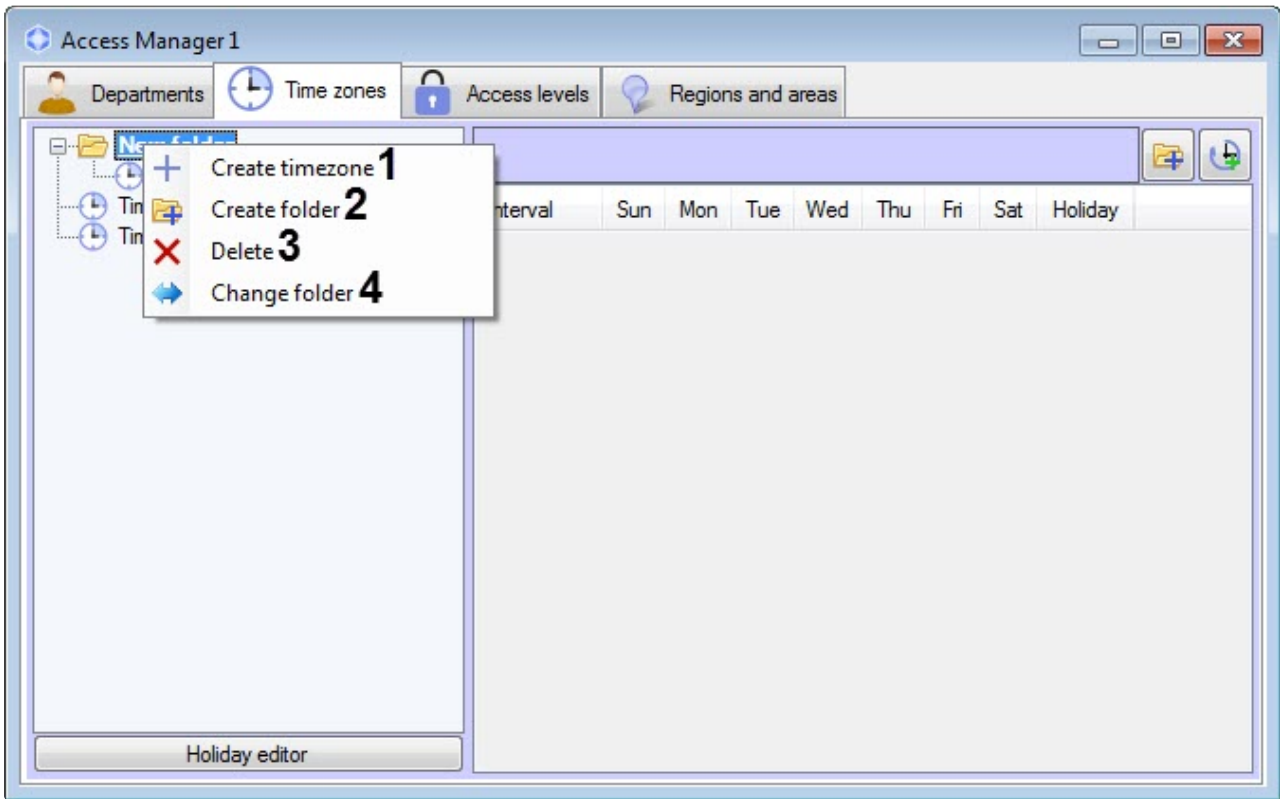 Access Manager 1
Departments Time zones Access levels Regions and areas
Create timezone 1
Create folder 2
Delete 3
Change folder 4
Sun Mon Tue Wed Thu Fri Sat Holiday
Holiday editor